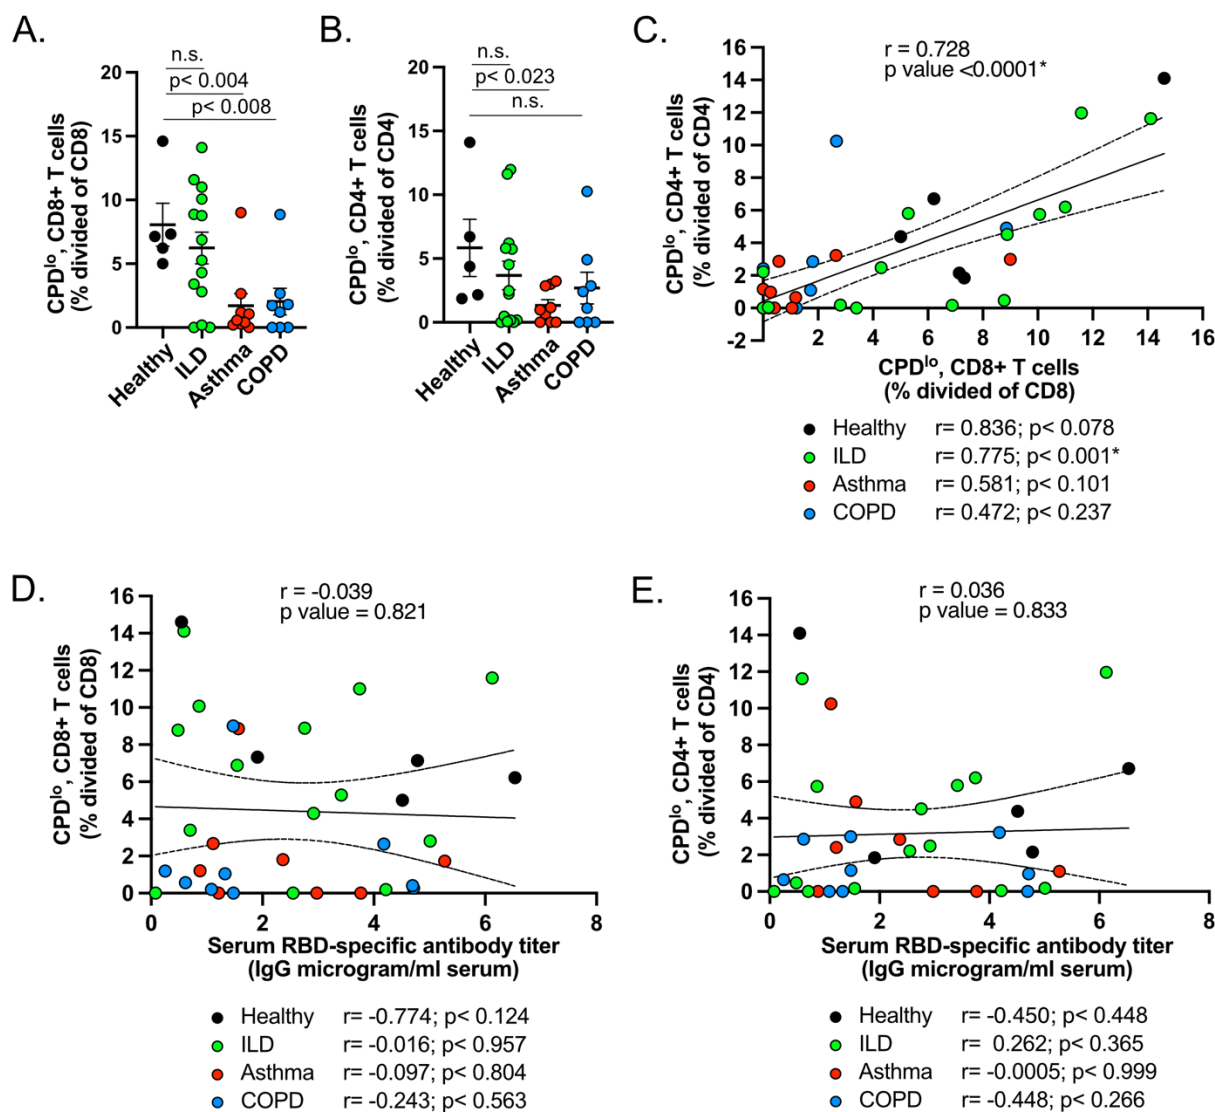 A.
n.s.
p< 0.004
p< 0.008
CPDlo, CD8+ T cells
(% divided of CD8)
20
15
10
5
0
Healthy
ILD
Asthma
COPD
B.
n.s.
p< 0.023
n.s.
CPDlo, CD4+ T cells
(% divided of CD4)
20
15
10
5
0
Healthy
ILD
Asthma
COPD
C.
r = 0.728
p value <0.0001*
CPDlo, CD4+ T cells
(% divided of CD4)
16
14
12
10
8
6
4
2
0
-2
2 4 6 8 10 12 14 16
CPDlo, CD8+ T cells
(% divided of CD8)
Healthy r= 0.836; p< 0.078
ILD r= 0.775; p< 0.001*
Asthma r= 0.581; p< 0.101
COPD r= 0.472; p< 0.237
D.
r = -0.039
p value = 0.821
CPDlo, CD8+ T cells
(% divided of CD8)
16
14
12
10
8
6
4
2
0
0 2 4 6 8
Serum RBD-specific antibody titer
(IgG microgram/ml serum)
Healthy r= -0.774; p< 0.124
ILD r= -0.016; p< 0.957
Asthma r= -0.097; p< 0.804
COPD r= -0.243; p< 0.563
E.
r = 0.036
p value = 0.833
CPDlo, CD4+ T cells
(% divided of CD4)
16
14
12
10
8
6
4
2
0
0 2 4 6 8
Serum RBD-specific antibody titer
(IgG microgram/ml serum)
Healthy r= -0.450; p< 0.448
ILD r= 0.262; p< 0.365
Asthma r= -0.0005; p< 0.999
COPD r= -0.448; p< 0.266